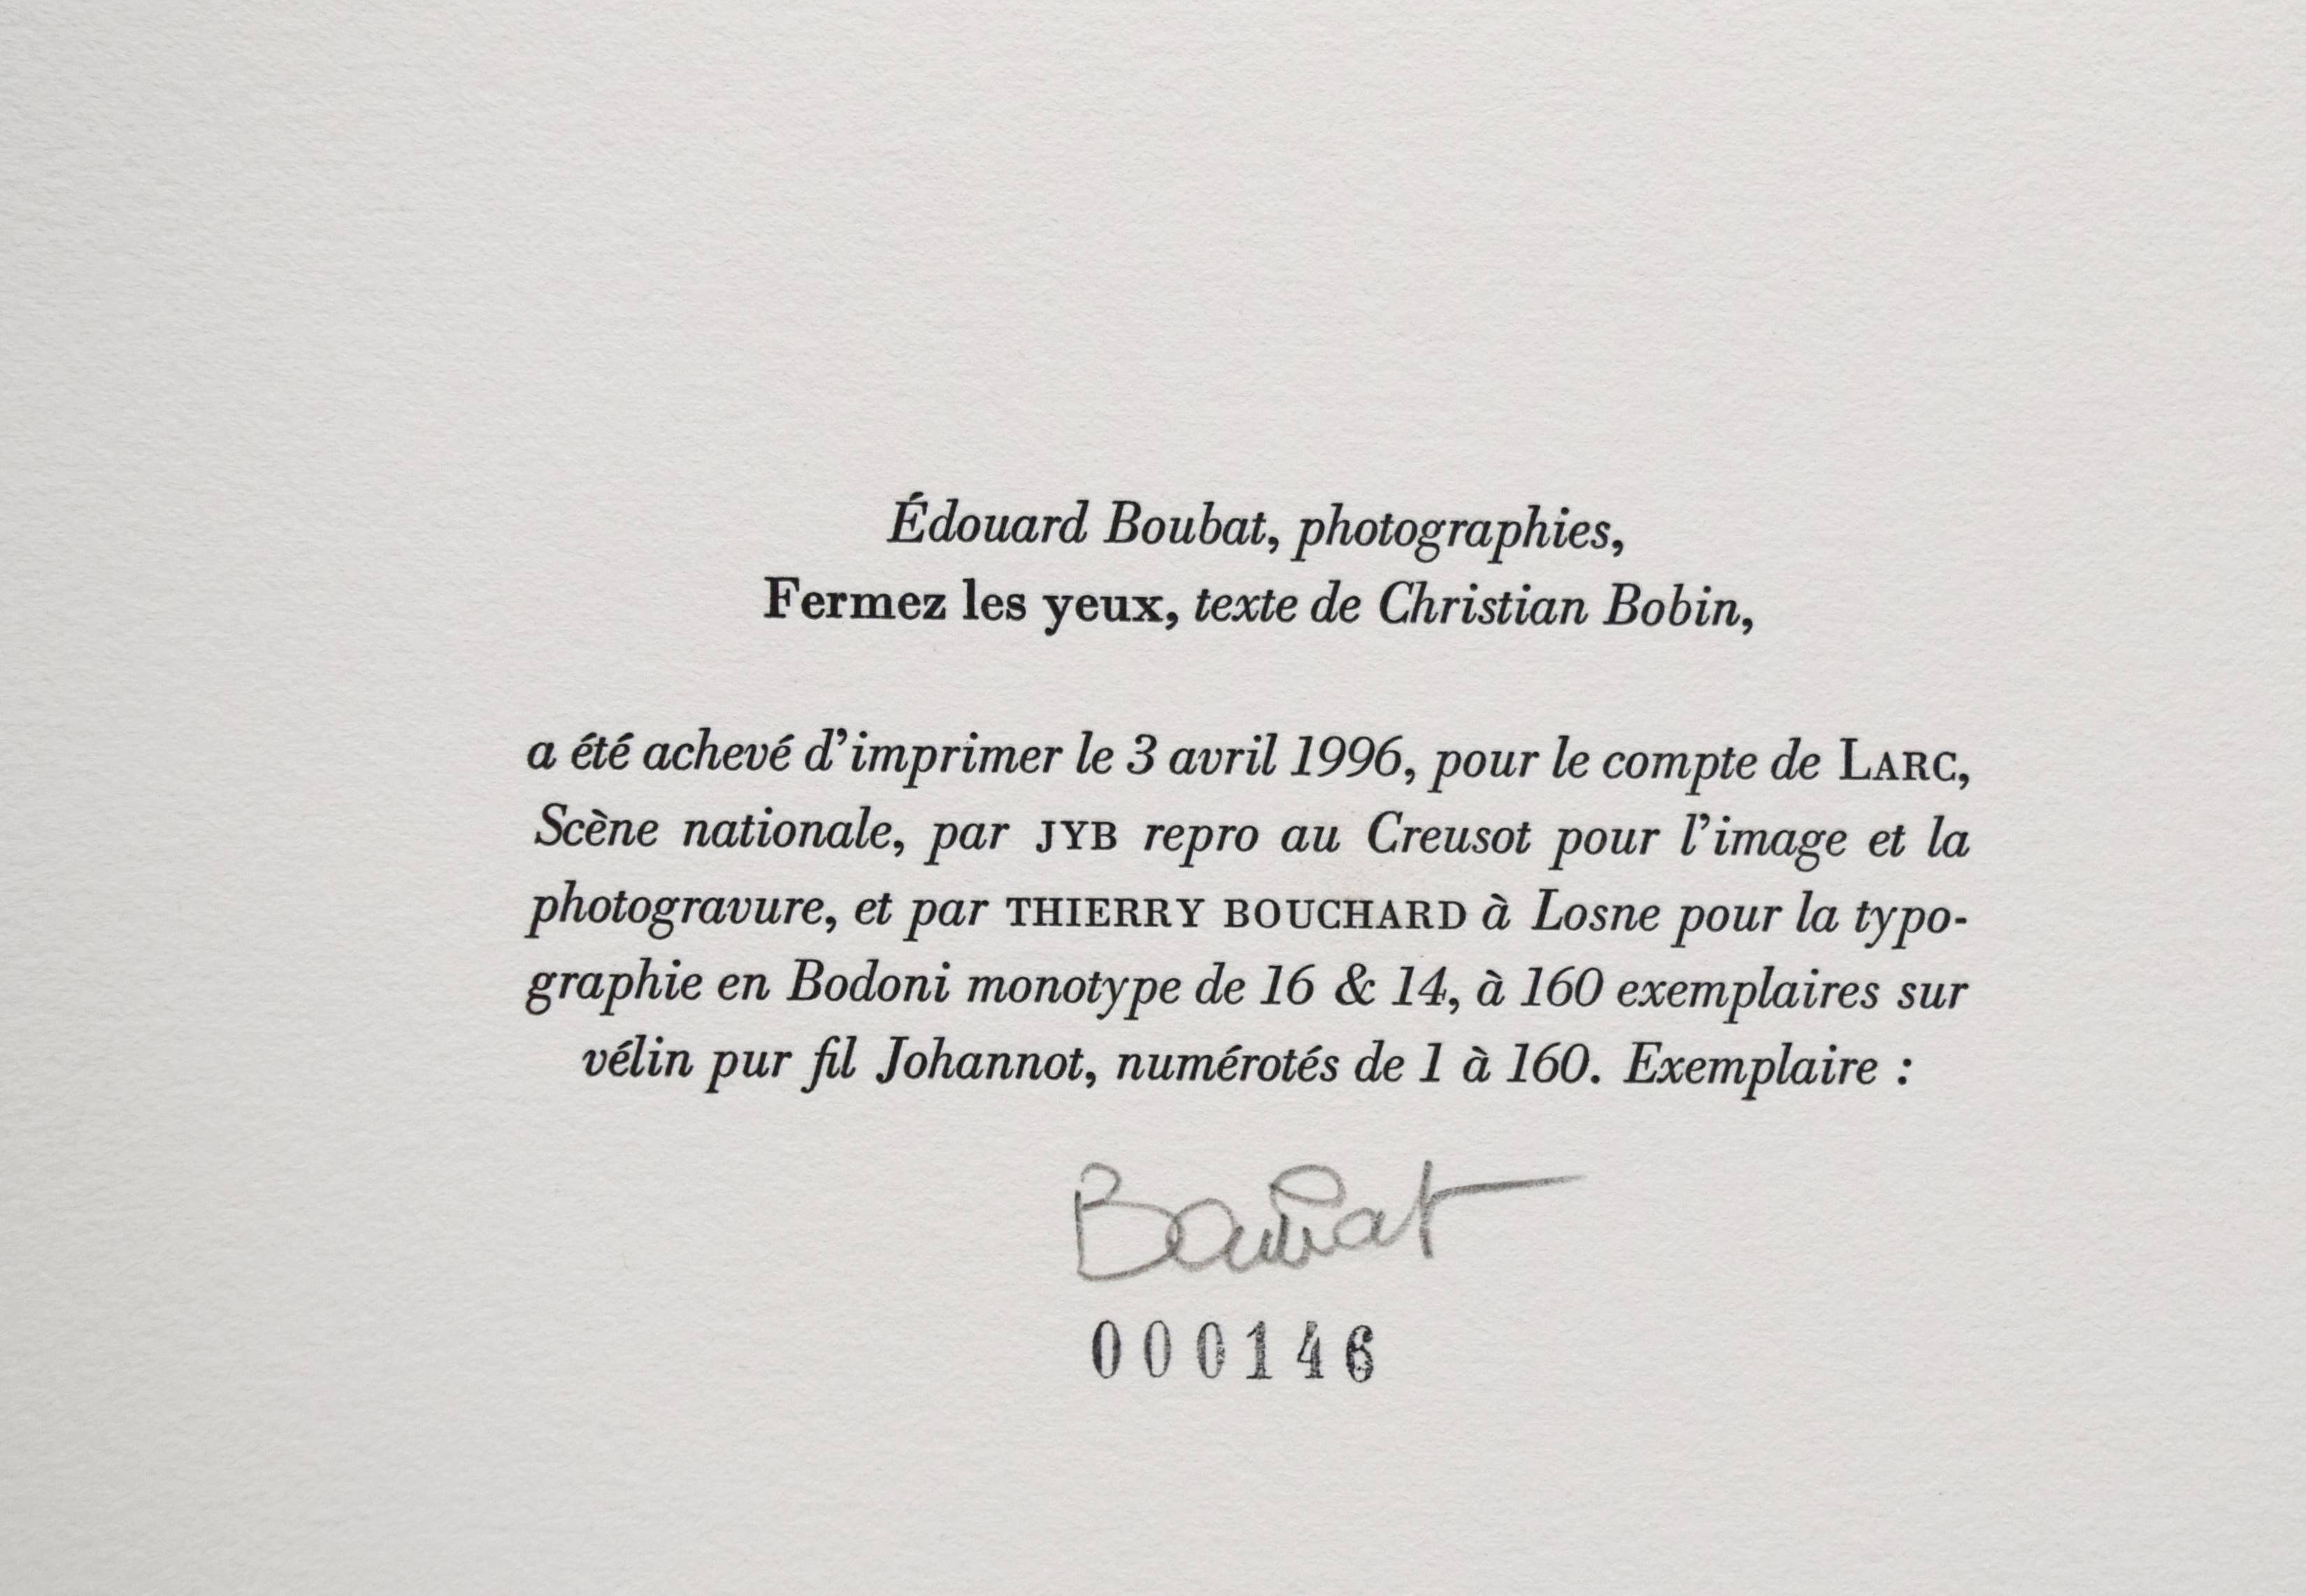 Édouard Boubat, photographies,
Fermez les yeux, texte de Christian Bobin,
a été achevé d'imprimer le 3 avril 1996, pour le compte de LARC,
Scène nationale, par JYB repro au Creusot pour l'image et la
photogravure, et par THIERRY BOUCHARD à Losne pour la typo-
graphie en Bodoni monotype de 16 & 14, à 160 exemplaires sur
vélin pur fil Johannot, numérotés de 1 à 160. Exemplaire :
Boubat
000146